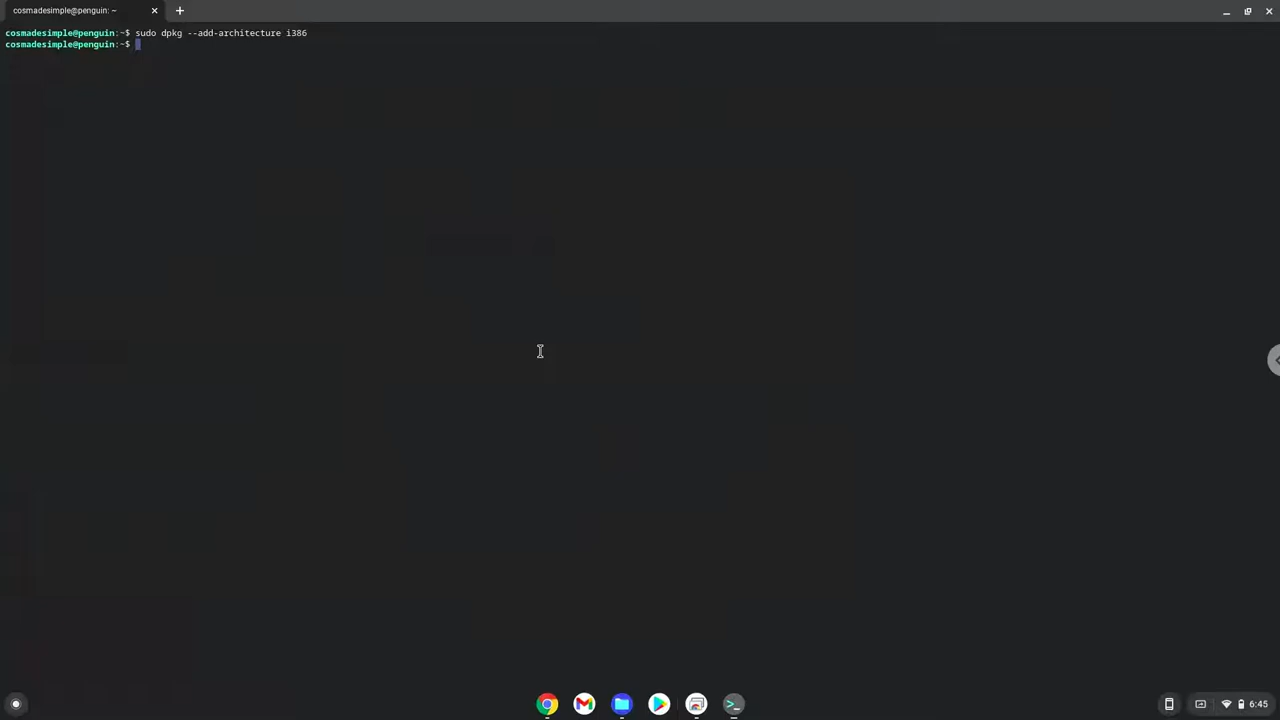 cosmadesimple@penguin: ~
cosmadesimple@penguin:~$ sudo dpkg --add-architecture i386
cosmadesimple@penguin:~$
6:45